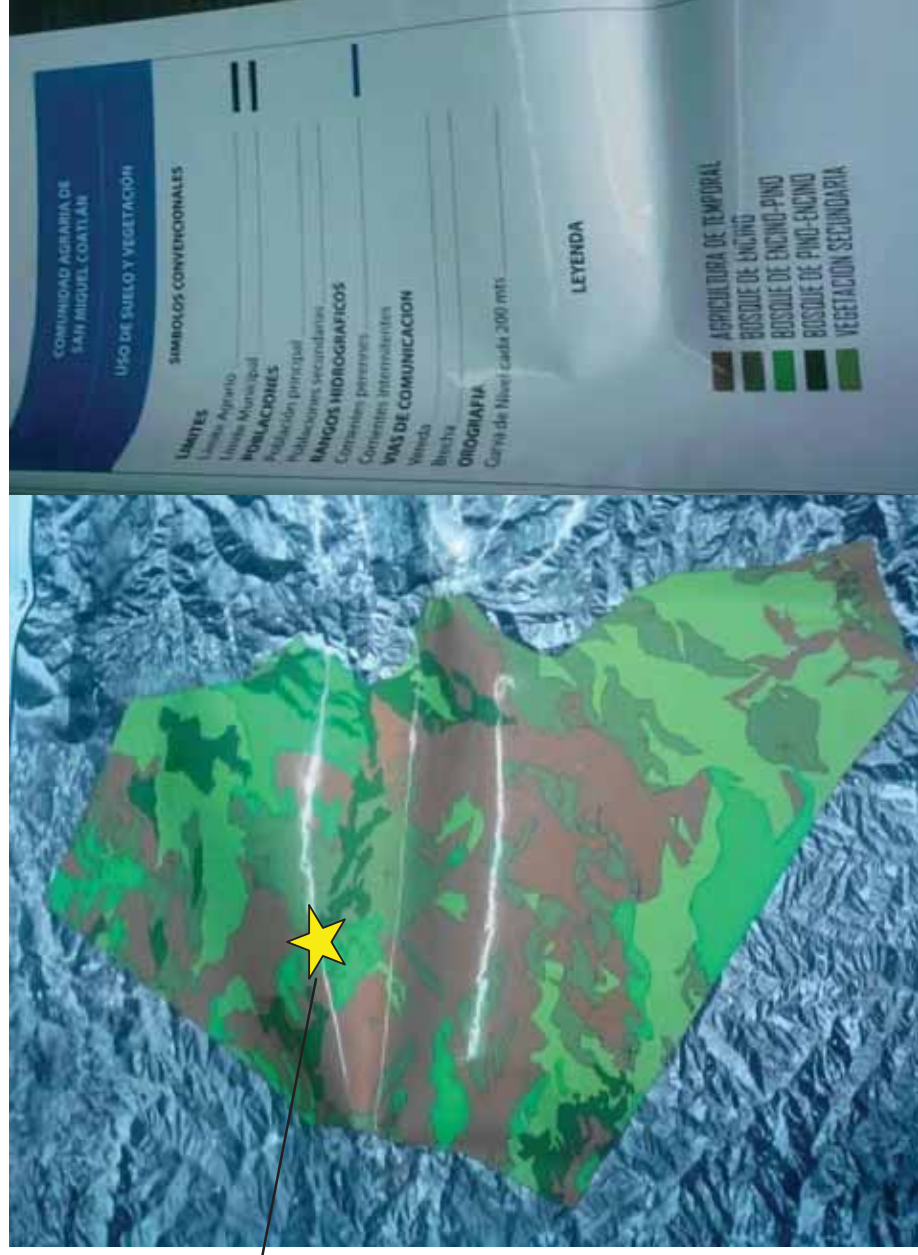 COMUNIDAD AGRARIA DE
SAN MIGUEL COATLÁN
USO DE SUELO Y VEGETACIÓN
SIMBOLOS CONVENCIONALES
LIMITES
Limite Agrario
Limite Municipal
POBLACIONES
Población principal
Poblaciones secundarias
RANGOS HIDROGRAFICOS
Corrientes perennes
Corrientes intermitentes
VIAS DE COMUNICACION
Vereda
Brecha
OROGRAFIA
Curva de Nivel cada 200 mts
LEYENDA
AGRICULTURA DE TEMPORAL
BOSQUE DE ENCINO
BOSQUE DE ENCINO-PINO
BOSQUE DE PINO-ENCINO
VEGETACION SECUNDARIA